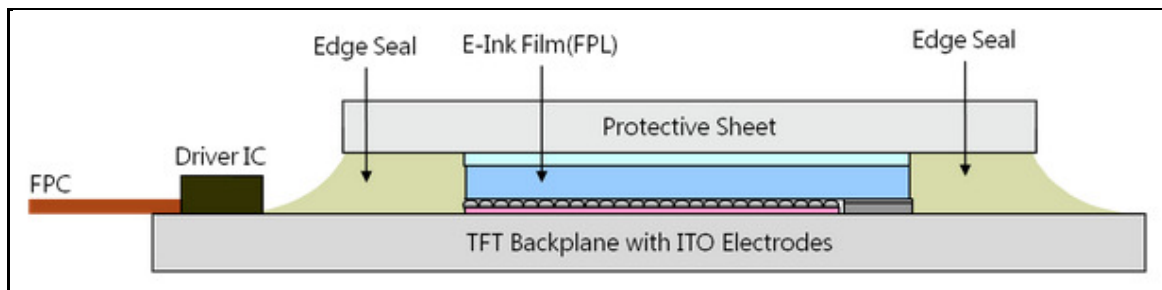 Edge Seal
E-Ink Film(FPL)
Edge Seal
Protective Sheet
Driver IC
FPC
TFT Backplane with ITO Electrodes